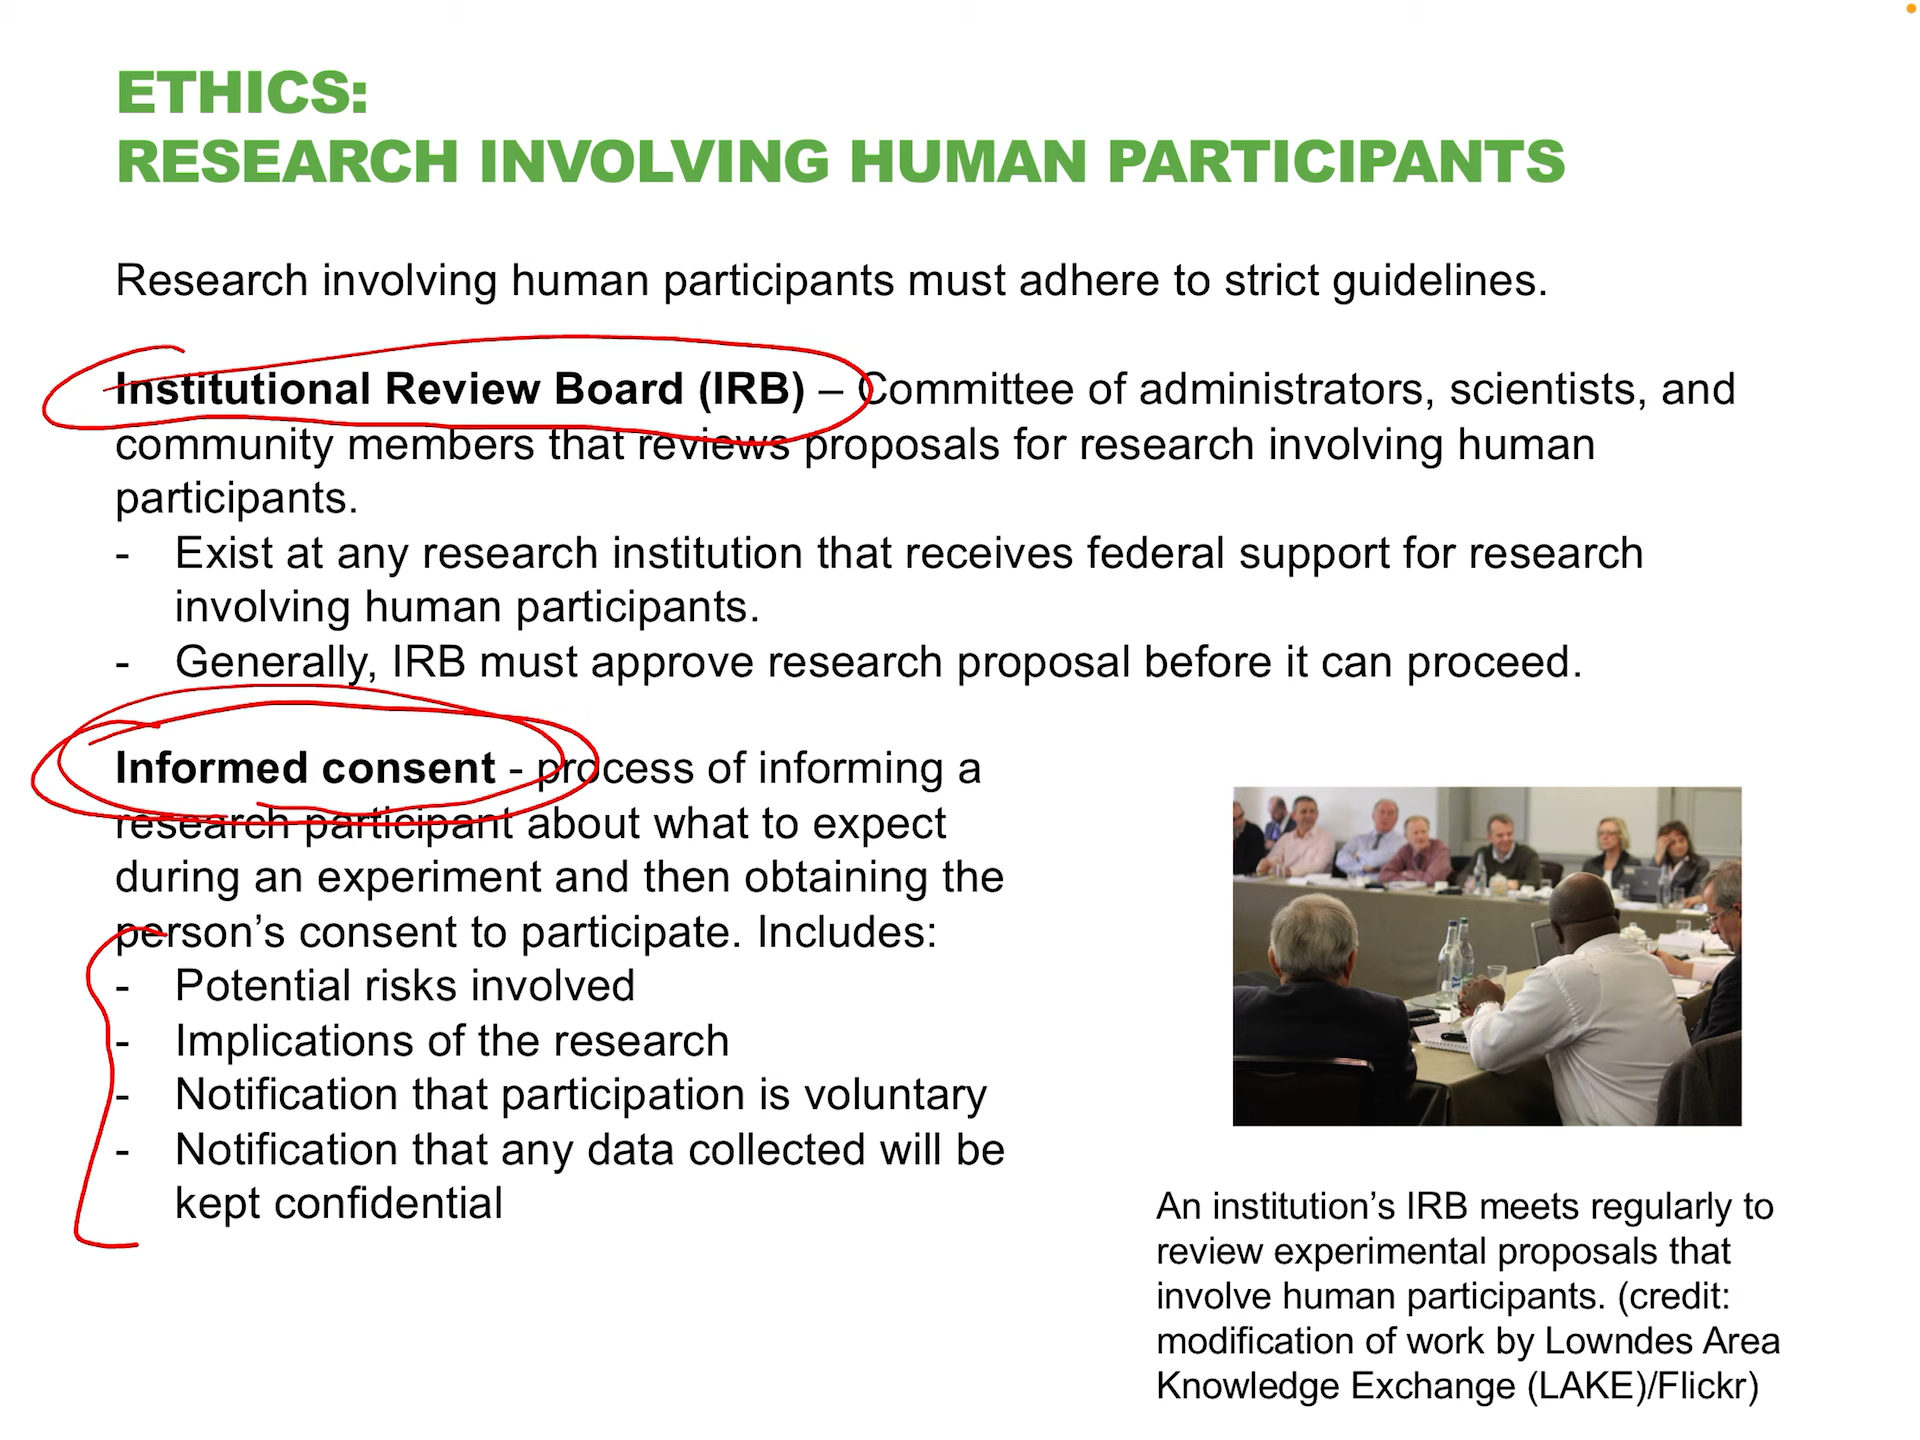 ETHICS:
RESEARCH INVOLVING HUMAN PARTICIPANTS
Research involving human participants must adhere to strict guidelines.
Institutional Review Board (IRB) – Committee of administrators, scientists, and
community members that reviews proposals for research involving human
participants.
- Exist at any research institution that receives federal support for research
involving human participants.
- Generally, IRB must approve research proposal before it can proceed.
Informed consent - process of informing a
research participant about what to expect
during an experiment and then obtaining the
person’s consent to participate. Includes:
- Potential risks involved
- Implications of the research
- Notification that participation is voluntary
- Notification that any data collected will be
kept confidential
An institution’s IRB meets regularly to
review experimental proposals that
involve human participants. (credit:
modification of work by Lowndes Area
Knowledge Exchange (LAKE)/Flickr)